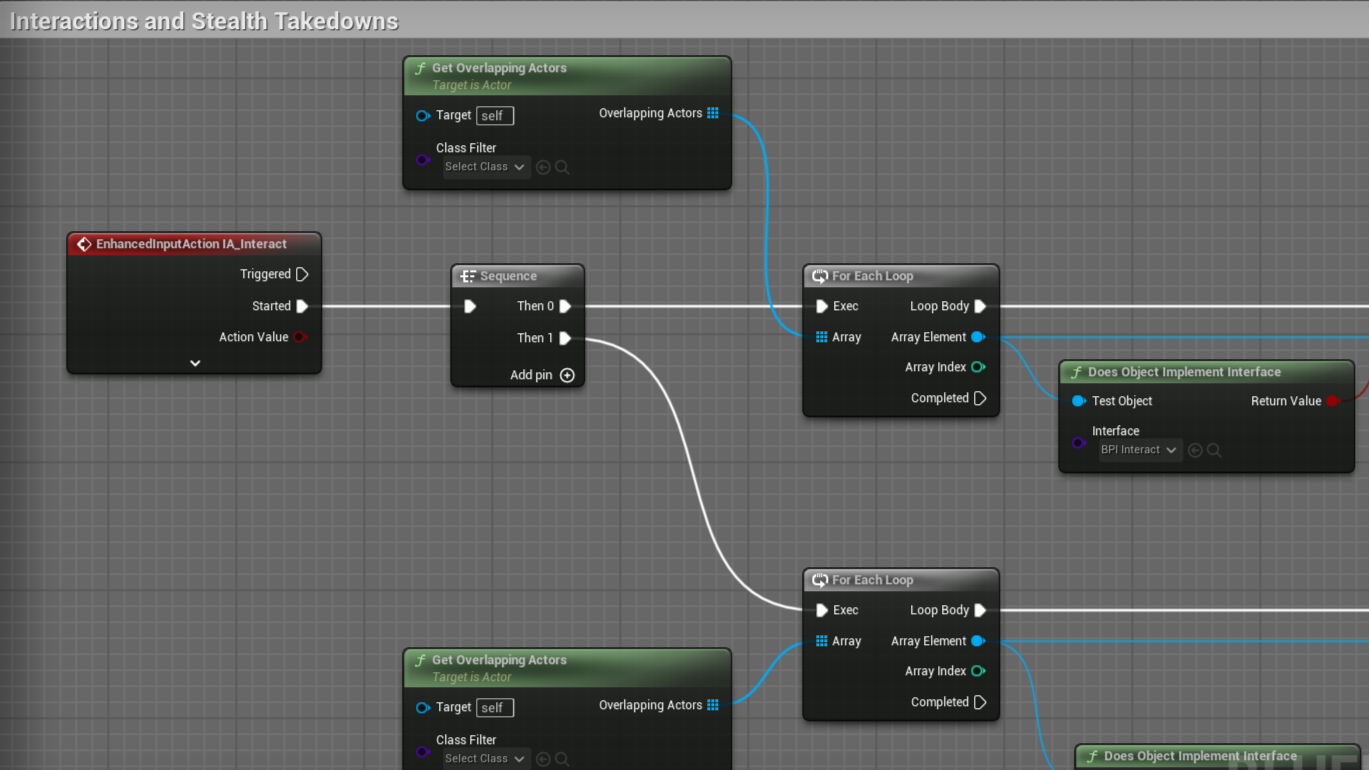 Interactions and Stealth Takedowns
Get Overlapping Actors
Target is Actor
Target self
Overlapping Actors
Class Filter
Select Class
EnhancedInputAction IA_Interact
Triggered
Started
Action Value
Sequence
Then 0
Then 1
Add pin
For Each Loop
Exec Loop Body
Array Array Element
Array Index
Completed
Does Object Implement Interface
Test Object Return Value
Interface
BPI Interact
For Each Loop
Exec Loop Body
Array Array Element
Array Index
Completed
Get Overlapping Actors
Target is Actor
Target self
Overlapping Actors
Class Filter
Select Class
Does Object Implement Interface